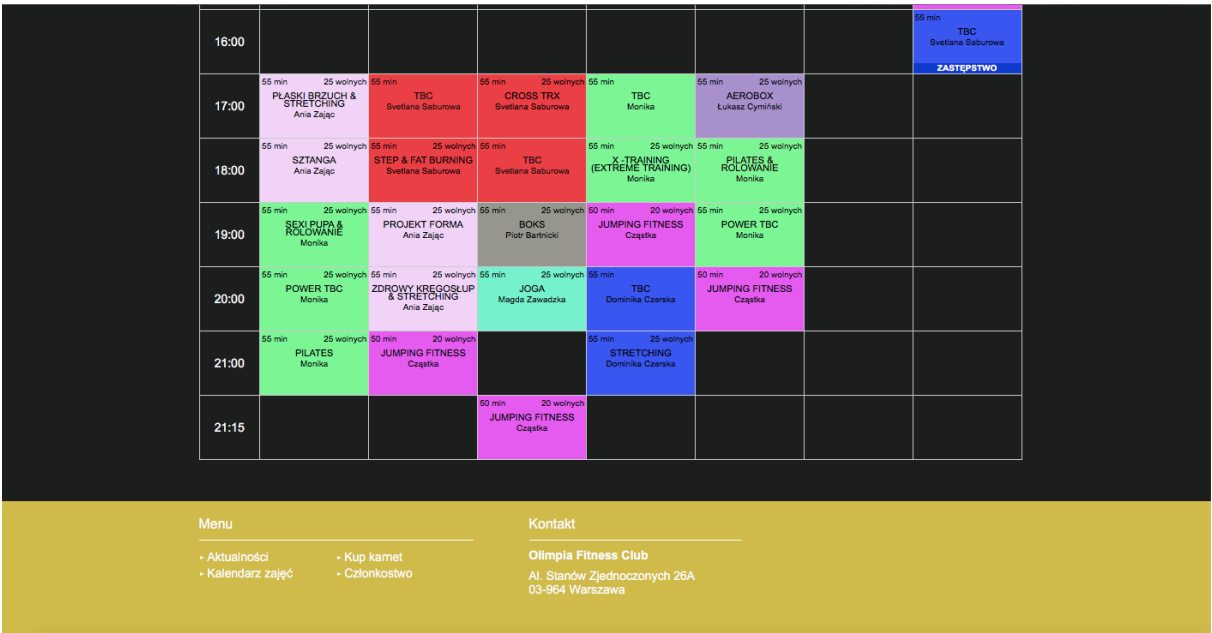 55 min
16:00
TBC
Svetlana Saburowa
ZASTĘPSTWO
55 min 25 wolnych 55 min 55 min 25 wolnych 55 min 55 min 25 wolnych
17:00
PŁASKI BRZUCH & STRETCHING
Ania Zając
TBC
Svetlana Saburowa
CROSS TRX
Svetlana Saburowa
TBC
Monika
AEROBOX
Łukasz Cymiński
55 min 25 wolnych 55 min 25 wolnych 55 min 55 min 25 wolnych 55 min 25 wolnych
18:00
SZTANGA
Ania Zając
STEP & FAT BURNING
Svetlana Saburowa
TBC
Svetlana Saburowa
X -TRAINING
(EXTREME TRAINING)
Monika
PILATES &
ROLOWANIE
Monika
55 min 25 wolnych 55 min 25 wolnych 55 min 25 wolnych 50 min 20 wolnych 55 min 25 wolnych
19:00
SEXI PUPA &
ROLOWANIE
Monika
PROJEKT FORMA
Ania Zając
BOKS
Piotr Bartnicki
JUMPING FITNESS
Cząstka
POWER TBC
Monika
55 min 25 wolnych 55 min 25 wolnych 55 min 25 wolnych 55 min 50 min 20 wolnych
20:00
POWER TBC
Monika
ZDROWY KREGOSŁUP
& STRETCHING
Ania Zając
JOGA
Magda Zawadzka
TBC
Dominika Czerska
JUMPING FITNESS
Cząstka
55 min 25 wolnych 50 min 20 wolnych 55 min 25 wolnych
21:00
PILATES
Monika
JUMPING FITNESS
Cząstka
STRETCHING
Dominika Czerska
50 min 20 wolnych
21:15
JUMPING FITNESS
Cząstka
Menu
Aktualności
Kup karnet
Kalendarz zajęć
Członkostwo
Kontakt
Olimpia Fitness Club
Al. Stanów Zjednoczonych 26A
03-964 Warszawa